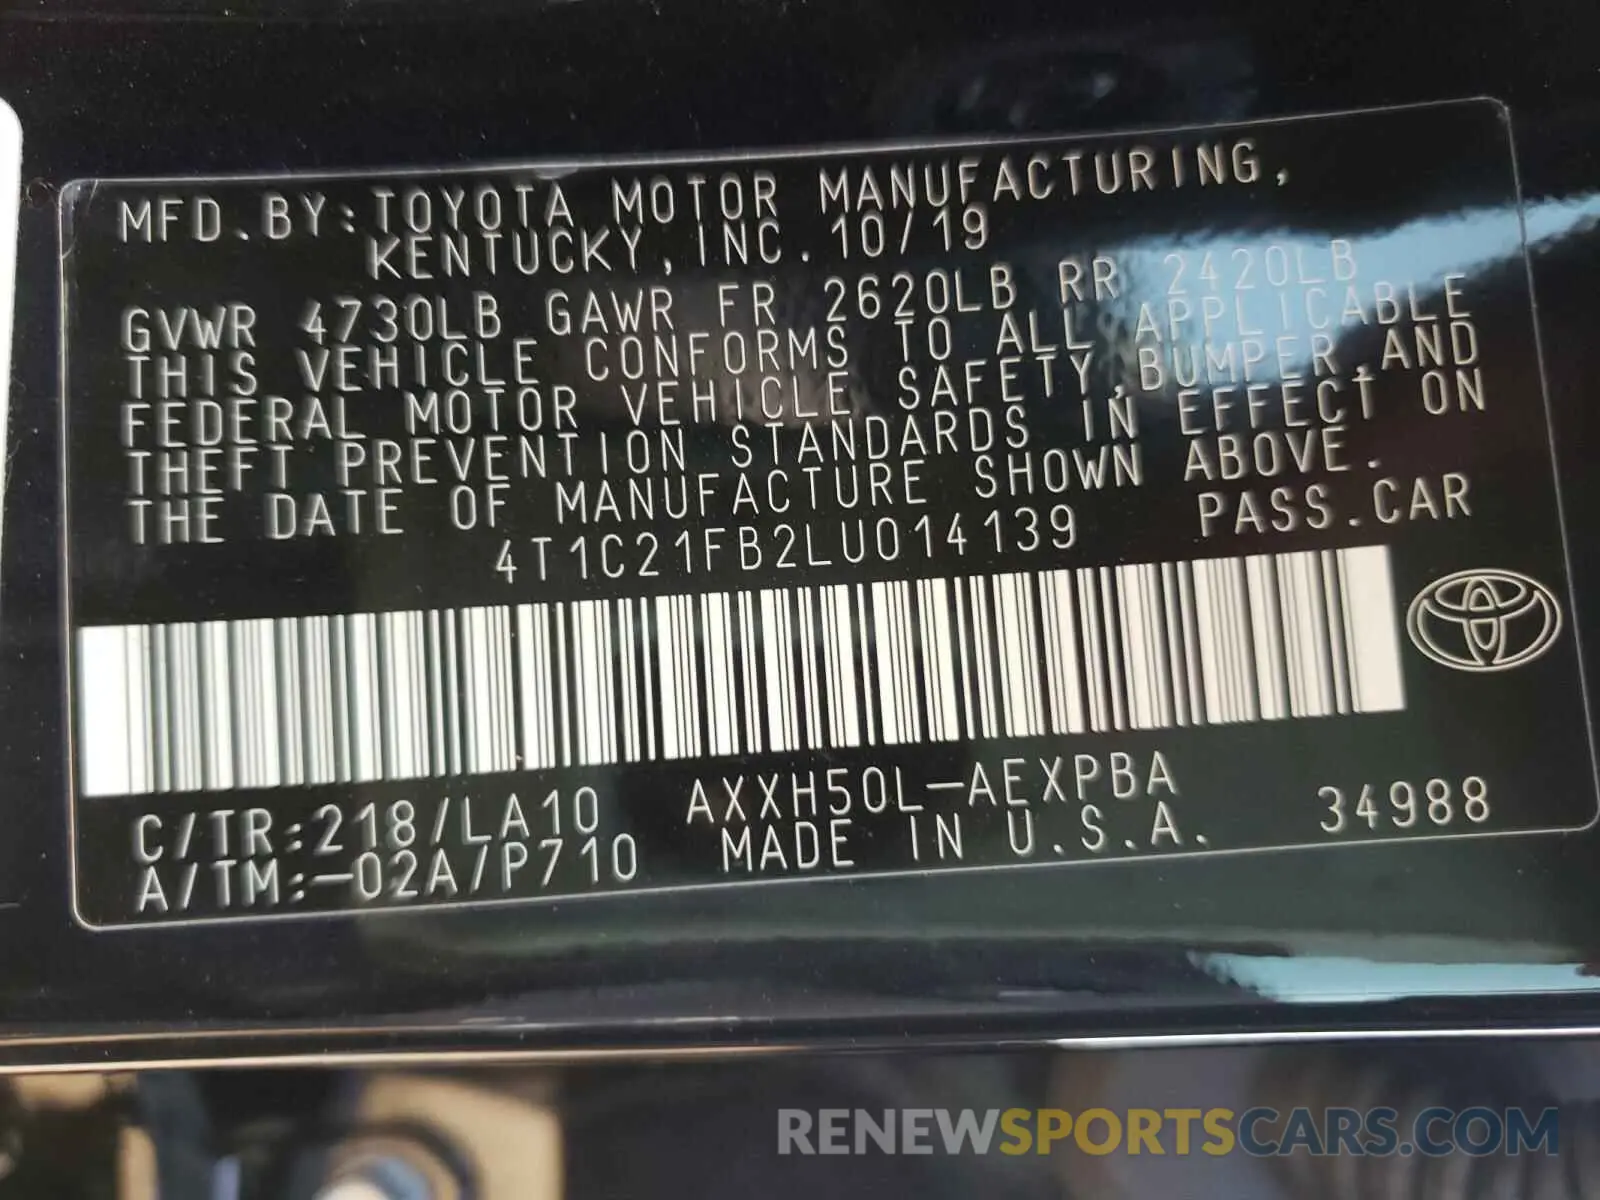 MFD.BY:TOYOTA MOTOR MANUFACTURING,
KENTUCKY,INC. 10/19
GVWR 4730LB GAWR FR 2620LB RR 2420LB
THIS VEHICLE CONFORMS TO ALL APPLICABLE
FEDERAL MOTOR VEHICLE SAFETY,BUMPER,AND
THEFT PREVENTION STANDARDS IN EFFECT ON
THE DATE OF MANUFACTURE SHOWN ABOVE.
4T1C21FB2LU014139 PASS.CAR
C/TR:218/LA10 AXXH50L-AEXPBA 34988
A/TM:-02A/P710 MADE IN U.S.A.
RENEWSPORTSCARS.COM